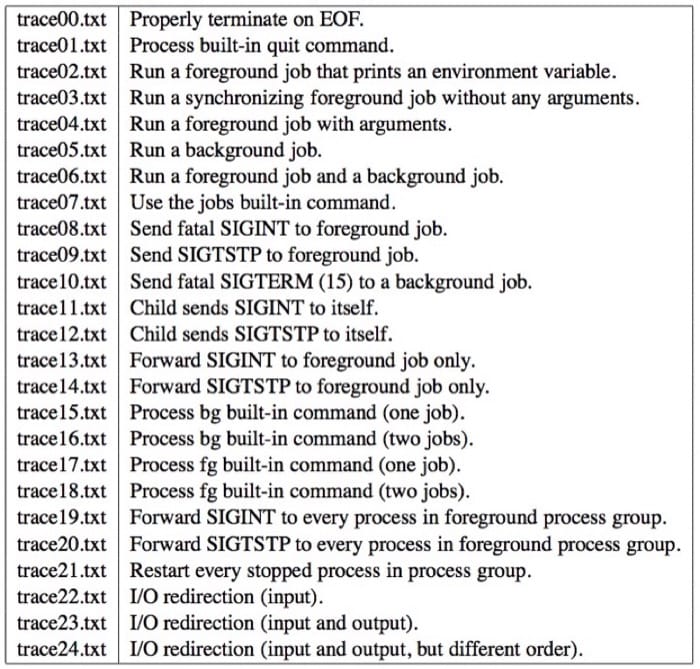 trace00.txt Properly terminate on EOF.
trace01.txt Process built-in quit command.
trace02.txt Run a foreground job that prints an environment variable.
trace03.txt Run a synchronizing foreground job without any arguments.
trace04.txt Run a foreground job with arguments.
trace05.txt Run a background job.
trace06.txt Run a foreground job and a background job.
trace07.txt Use the jobs built-in command.
trace08.txt Send fatal SIGINT to foreground job.
trace09.txt Send SIGTSTP to foreground job.
trace10.txt Send fatal SIGTERM (15) to a background job.
trace11.txt Child sends SIGINT to itself.
trace12.txt Child sends SIGTSTP to itself.
trace13.txt Forward SIGINT to foreground job only.
trace14.txt Forward SIGTSTP to foreground job only.
trace15.txt Process bg built-in command (one job).
trace16.txt Process bg built-in command (two jobs).
trace17.txt Process fg built-in command (one job).
trace18.txt Process fg built-in command (two jobs).
trace19.txt Forward SIGINT to every process in foreground process group.
trace20.txt Forward SIGTSTP to every process in foreground process group.
trace21.txt Restart every stopped process in process group.
trace22.txt I/O redirection (input).
trace23.txt I/O redirection (input and output).
trace24.txt I/O redirection (input and output, but different order).